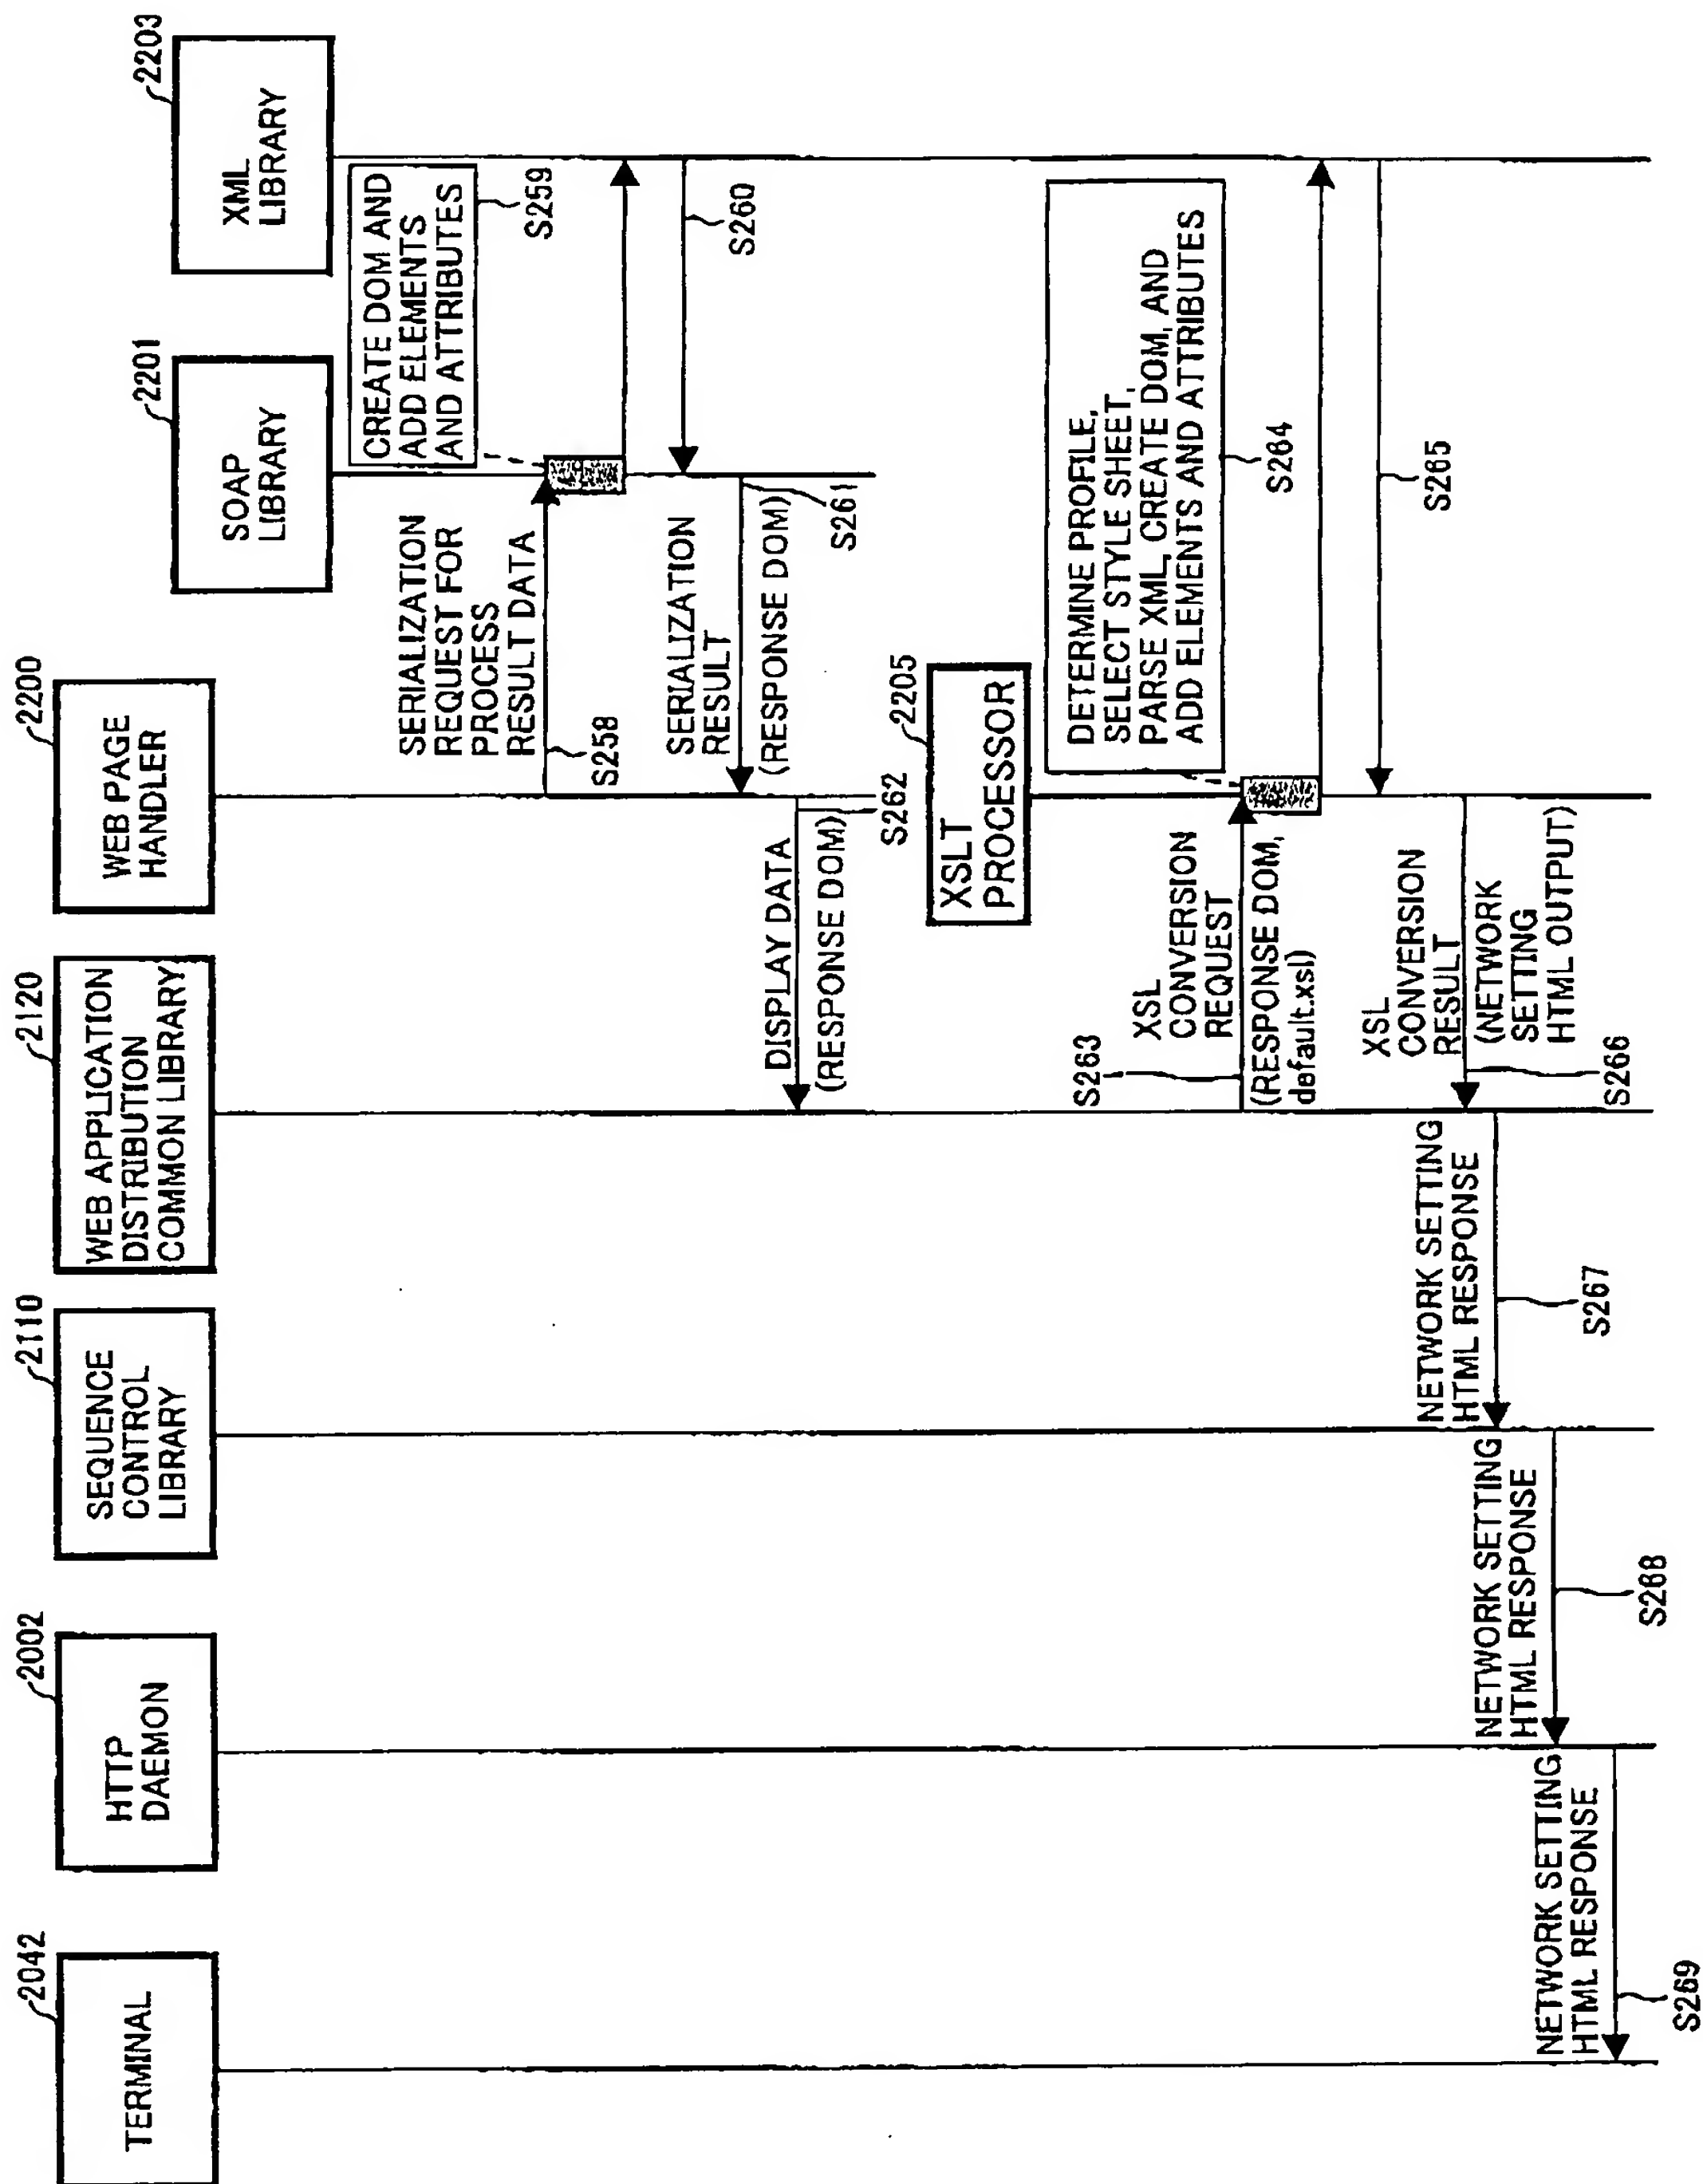 2042
TERMINAL
2002
HTTP
DAEMON
2110
SEQUENCE
CONTROL
LIBRARY
2120
WEB APPLICATION
DISTRIBUTION
COMMON LIBRARY
2200
WEB PAGE
HANDLER
2201
SOAP
LIBRARY
2203
XML
LIBRARY
CREATE DOM AND
ADD ELEMENTS
AND ATTRIBUTES
S259
SERIALIZATION
REQUEST FOR
PROCESS
RESULT DATA
S258
S260
SERIALIZATION
RESULT
(RESPONSE DOM)
S261
DISPLAY DATA
(RESPONSE DOM)
S262
2205
XSLT
PROCESSOR
DETERMINE PROFILE,
SELECT STYLE SHEET,
PARSE XML, CREATE DOM, AND
ADD ELEMENTS AND ATTRIBUTES
S264
S263
XSL
CONVERSION
REQUEST
(RESPONSE DOM,
default.xsl)
S265
XSL
CONVERSION
RESULT
(NETWORK
SETTING
HTML OUTPUT)
S266
NETWORK SETTING
HTML RESPONSE
S267
NETWORK SETTING
HTML RESPONSE
S268
NETWORK SETTING
HTML RESPONSE
S269